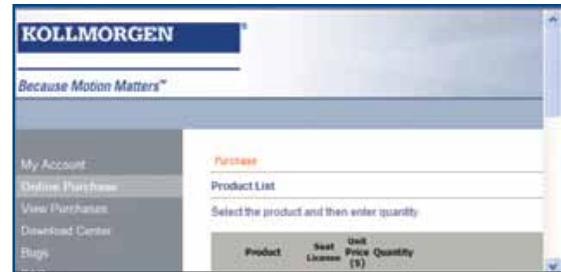 KOLLMORGEN®
Because Motion Matters™
My Account
Online Purchase
View Purchases
Download Center
Bugs
Purchase
Product List
Select the product and then enter quantity
Product Seat License Unit Price ($) Quantity